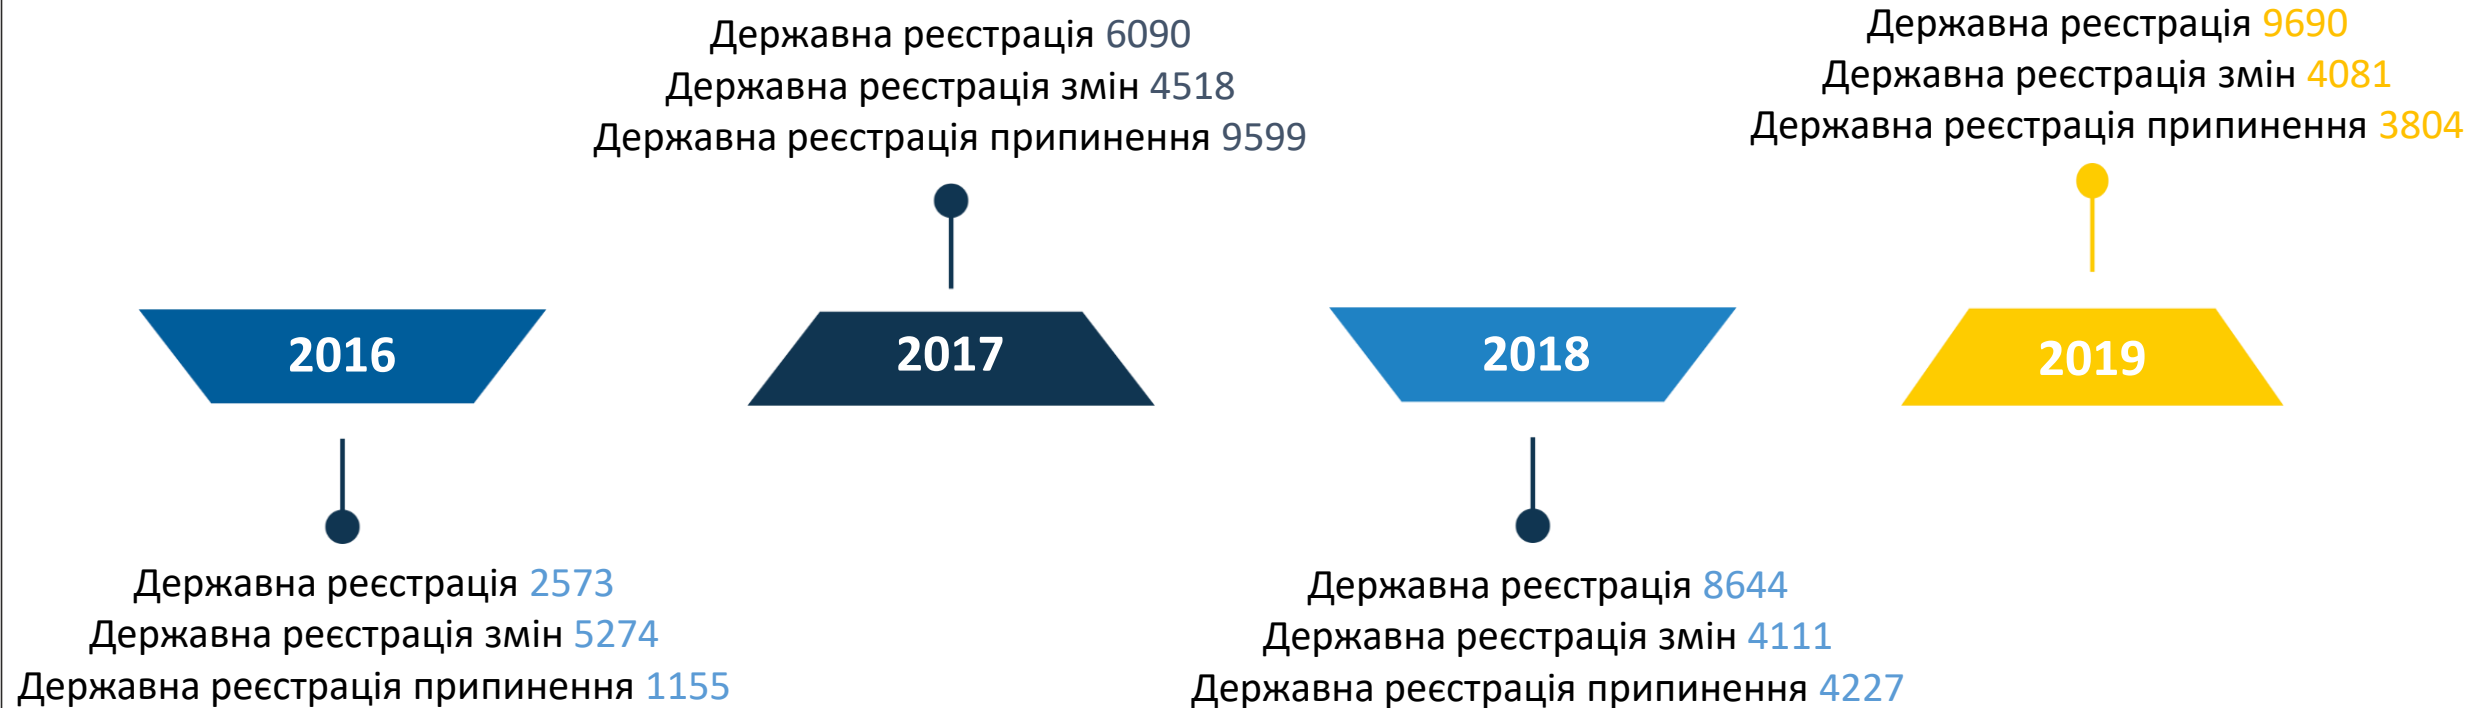 Державна реєстрація 6090
Державна реєстрація змін 4518
Державна реєстрація припинення 9599
Державна реєстрація 9690
Державна реєстрація змін 4081
Державна реєстрація припинення 3804
2016
2017
2018
2019
Державна реєстрація 2573
Державна реєстрація змін 5274
Державна реєстрація припинення 1155
Державна реєстрація 8644
Державна реєстрація змін 4111
Державна реєстрація припинення 4227